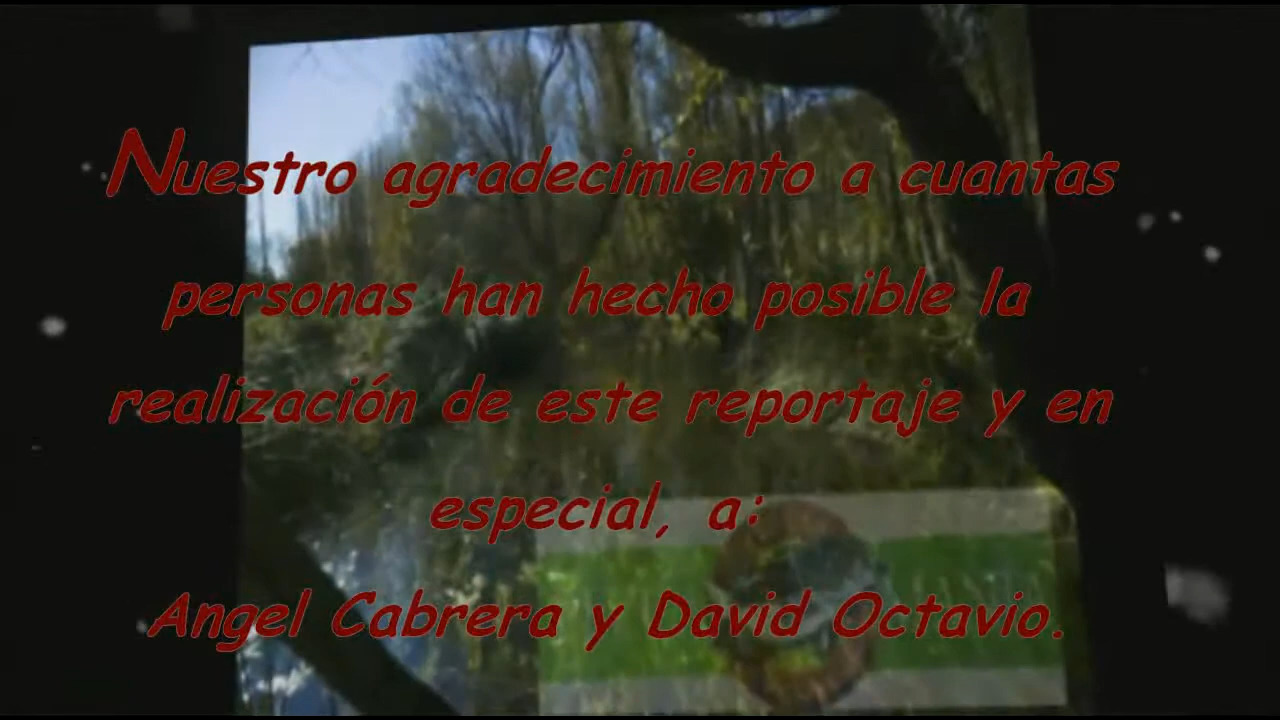 Nuestro agradecimiento a cuantas
personas han hecho posible la
realización de este reportaje y en
especial, a:
Angel Cabrera y David Octavio.